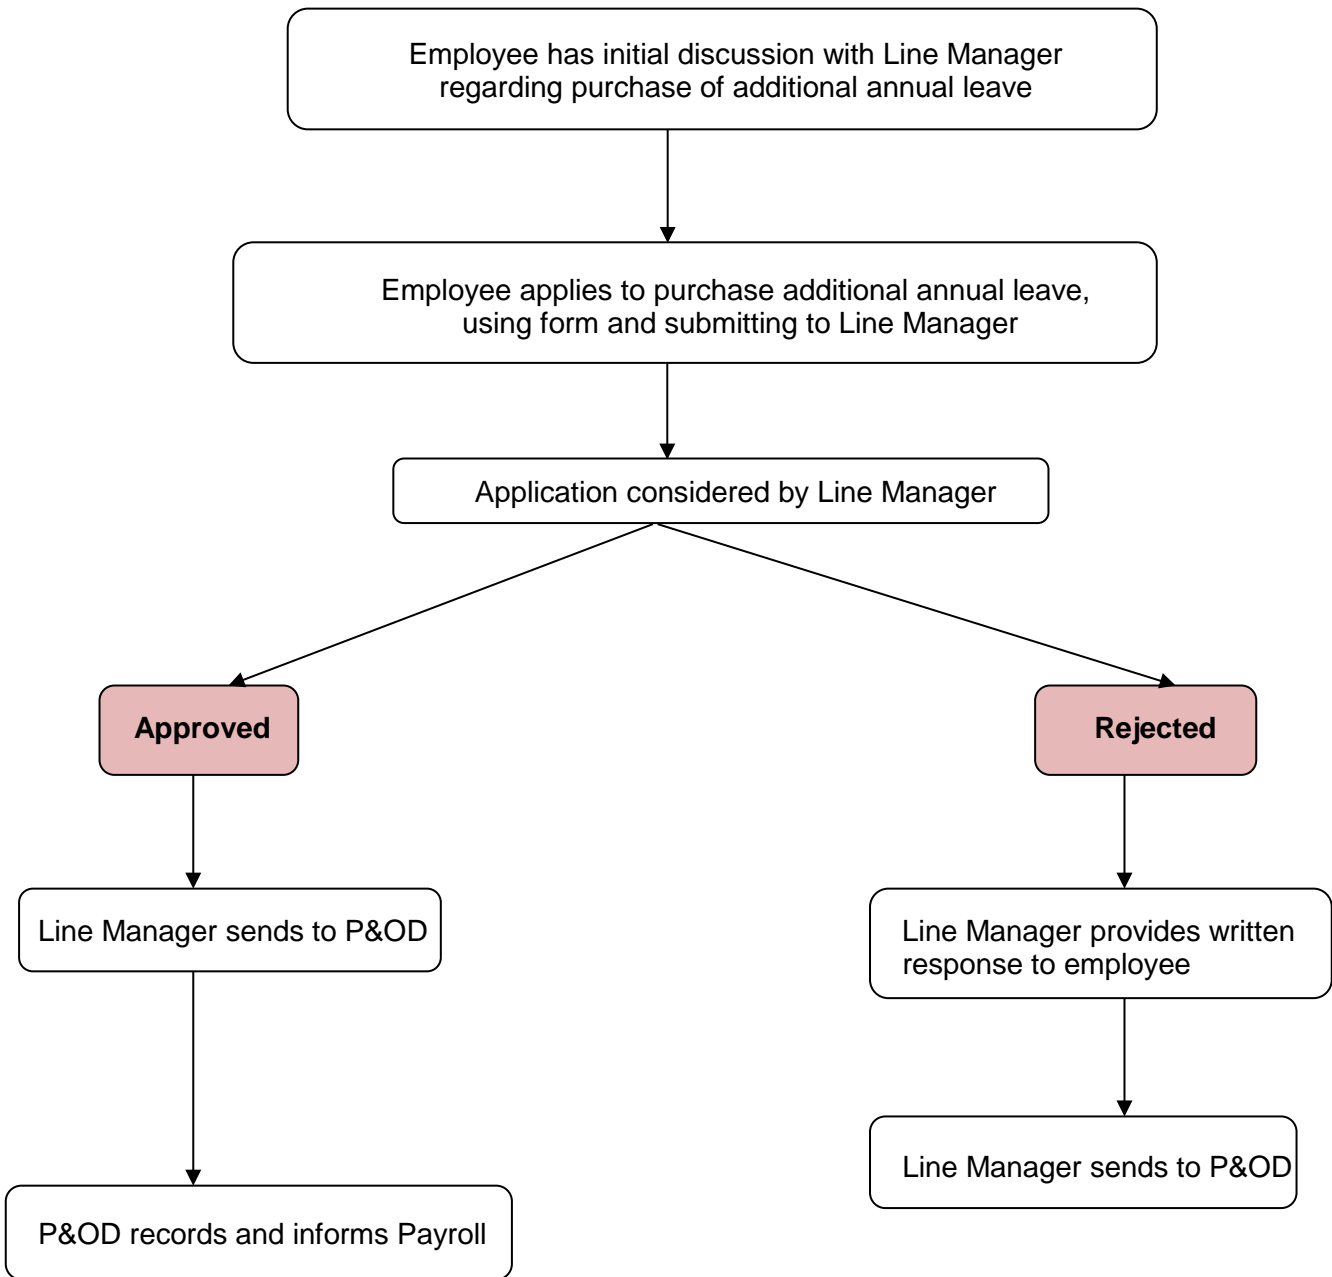 Employee has initial discussion with Line Manager
regarding purchase of additional annual leave
Employee applies to purchase additional annual leave,
using form and submitting to Line Manager
Application considered by Line Manager
Approved
Rejected
Line Manager sends to P&OD
Line Manager provides written
response to employee
Line Manager sends to P&OD
P&OD records and informs Payroll